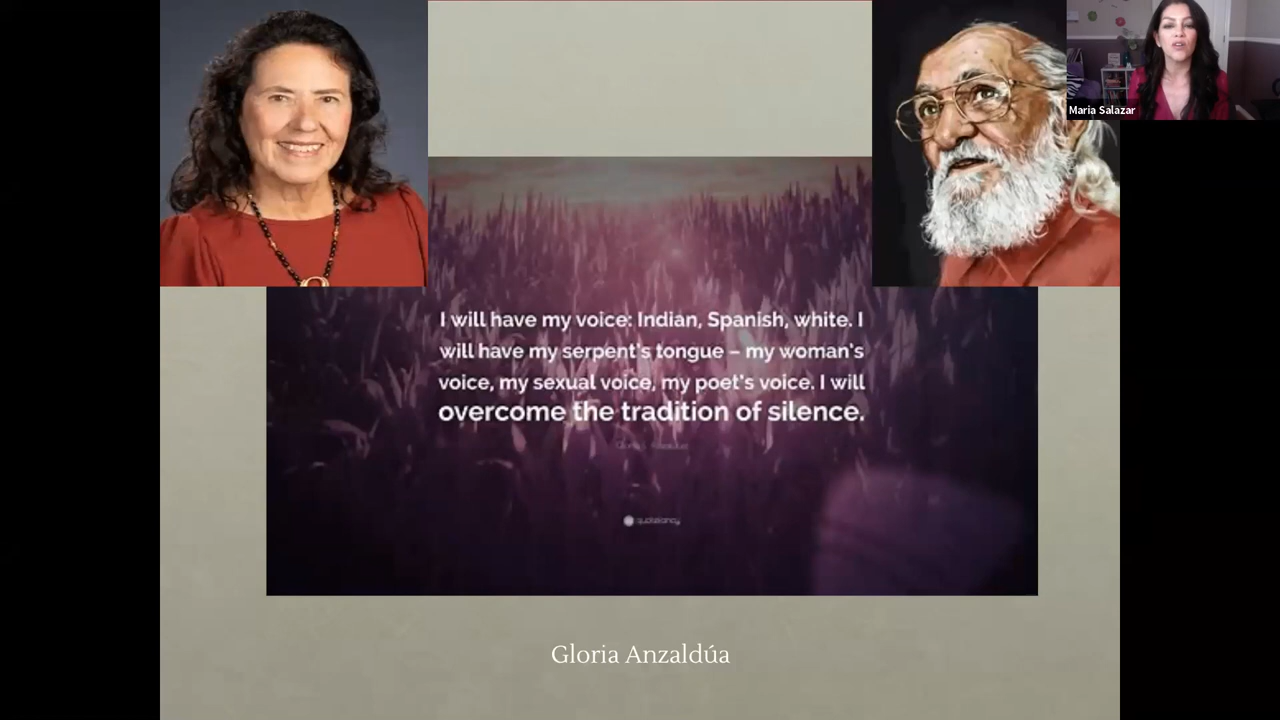 Maria Salazar
I will have my voice: Indian, Spanish, white. I
will have my serpent's tongue – my woman's
voice, my sexual voice, my poet's voice. I will
overcome the tradition of silence.
quotefancy
Gloria Anzaldúa